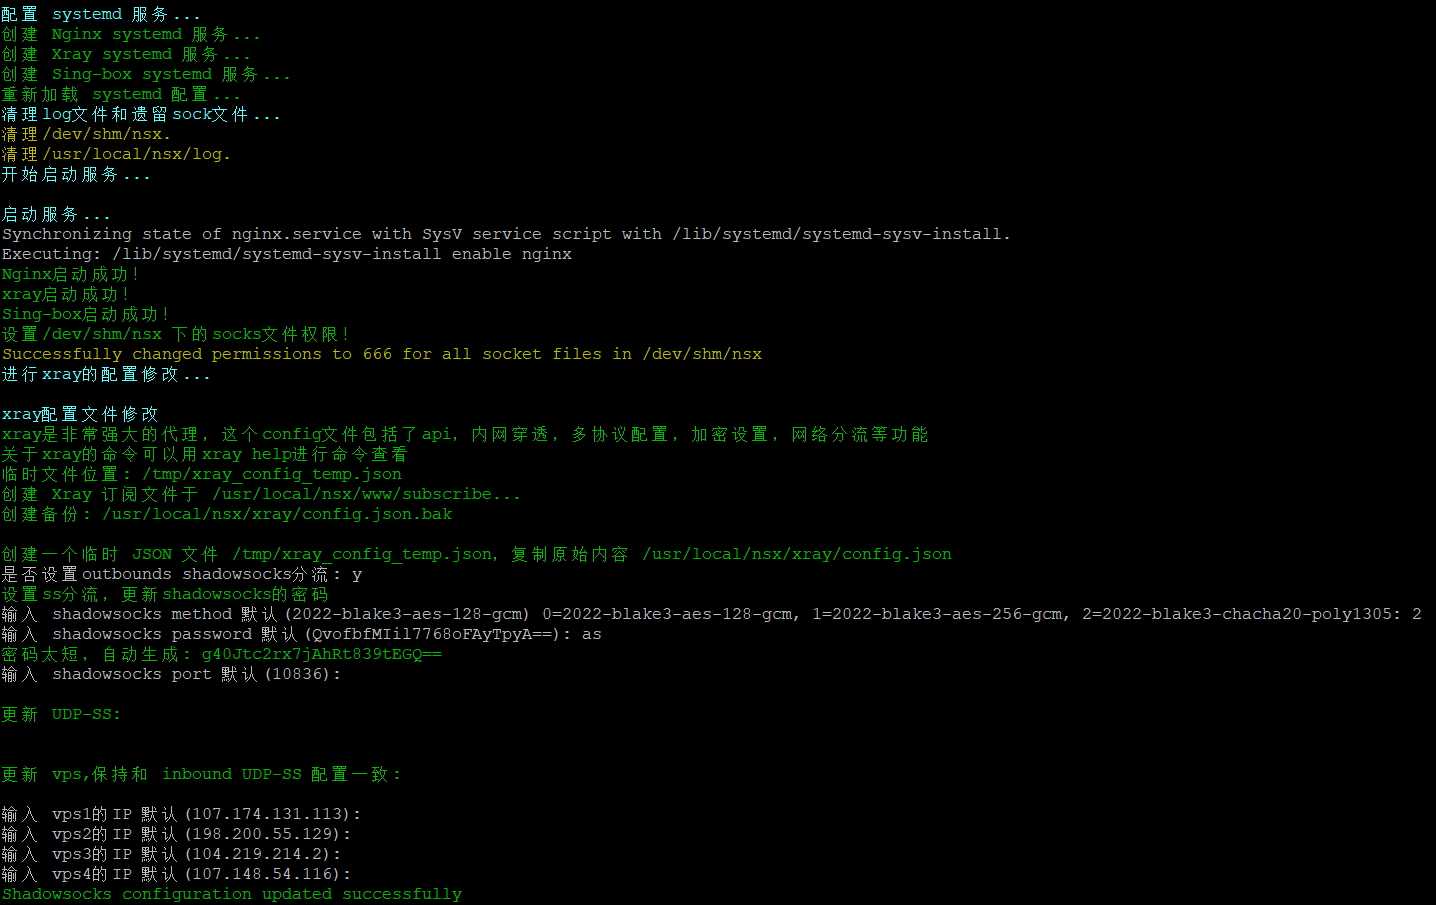 配置 systemd 服务...
创建 Nginx systemd 服务...
创建 Xray systemd 服务...
创建 Sing-box systemd 服务...
重新加载 systemd 配置...
清理log文件和遗留sock文件...
清理/dev/shm/nsx.
清理/usr/local/nsx/log.
开始启动服务...
启动服务...
Synchronizing state of nginx.service with SysV service script with /lib/systemd/systemd-sysv-install.
Executing: /lib/systemd/systemd-sysv-install enable nginx
Nginx启动成功！
xray启动成功！
Sing-box启动成功！
设置/dev/shm/nsx 下的socks文件权限！
Successfully changed permissions to 666 for all socket files in /dev/shm/nsx
进行xray的配置修改...
xray配置文件修改
xray是非常强大的代理，这个config文件包括了api，内网穿透，多协议配置，加密设置，网络分流等功能
关于xray的命令可以用xray help进行命令查看
临时文件位置: /tmp/xray_config_temp.json
创建 Xray 订阅文件于 /usr/local/nsx/www/subscribe...
创建备份: /usr/local/nsx/xray/config.json.bak
创建一个临时 JSON 文件 /tmp/xray_config_temp.json，复制原始内容 /usr/local/nsx/xray/config.json
是否设置outbounds shadowsocks分流: y
设置ss分流，更新shadowsocks的密码
输入 shadowsocks method 默认(2022-blake3-aes-128-gcm) 0=2022-blake3-aes-128-gcm, 1=2022-blake3-aes-256-gcm, 2=2022-blake3-chacha20-poly1305: 2
输入 shadowsocks password 默认(QvofbfMIil7768oFAyTpyA==): as
密码太短，自动生成: g40Jtc2rx7jAhRt839tEGQ==
输入 shadowsocks port 默认(10836):
更新 UDP-SS:
更新 vps,保持和 inbound UDP-SS 配置一致:
输入 vps1的IP 默认(107.174.131.113):
输入 vps2的IP 默认(198.200.55.129):
输入 vps3的IP 默认(104.219.214.2):
输入 vps4的IP 默认(107.148.54.116):
Shadowsocks configuration updated successfully